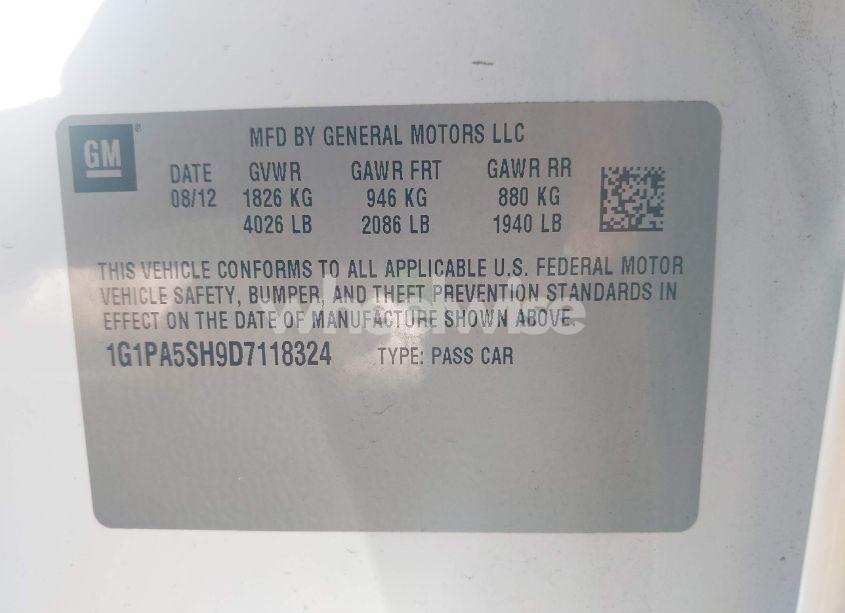 GM ®
MFD BY GENERAL MOTORS LLC
DATE GVWR GAWR FRT GAWR RR
08/12 1826 KG 946 KG 880 KG
4026 LB 2086 LB 1940 LB
THIS VEHICLE CONFORMS TO ALL APPLICABLE U.S. FEDERAL MOTOR
VEHICLE SAFETY, BUMPER, AND THEFT PREVENTION STANDARDS IN
EFFECT ON THE DATE OF MANUFACTURE SHOWN ABOVE.
1G1PA5SH9D7118324 TYPE: PASS CAR